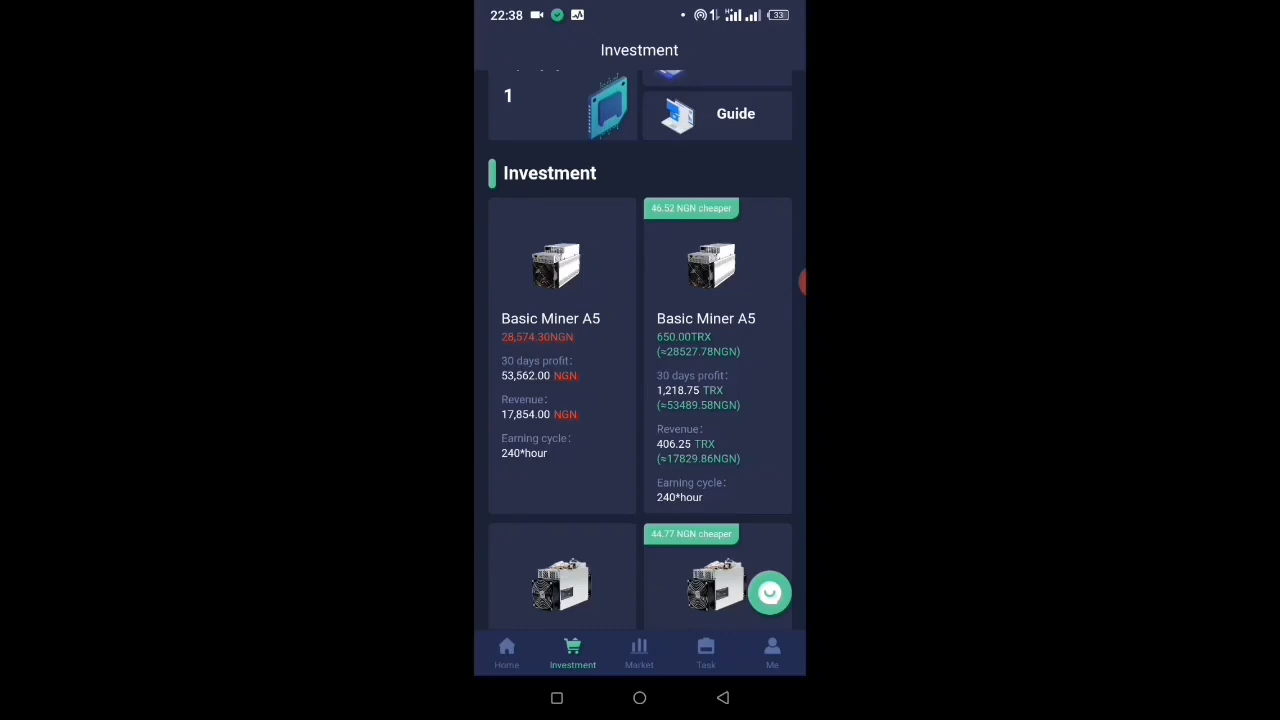 22:38
33
Investment
1
Guide
Investment
Basic Miner A5
28,574.30NGN
30 days profit:
53,562.00 NGN
Revenue:
17,854.00 NGN
Earning cycle:
240*hour
46.52 NGN cheaper
Basic Miner A5
650.00TRX
(≈28527.78NGN)
30 days profit:
1,218.75 TRX
(≈53489.58NGN)
Revenue:
406.25 TRX
(≈17829.86NGN)
Earning cycle:
240*hour
44.77 NGN cheaper
Home
Investment
Market
Task
Me